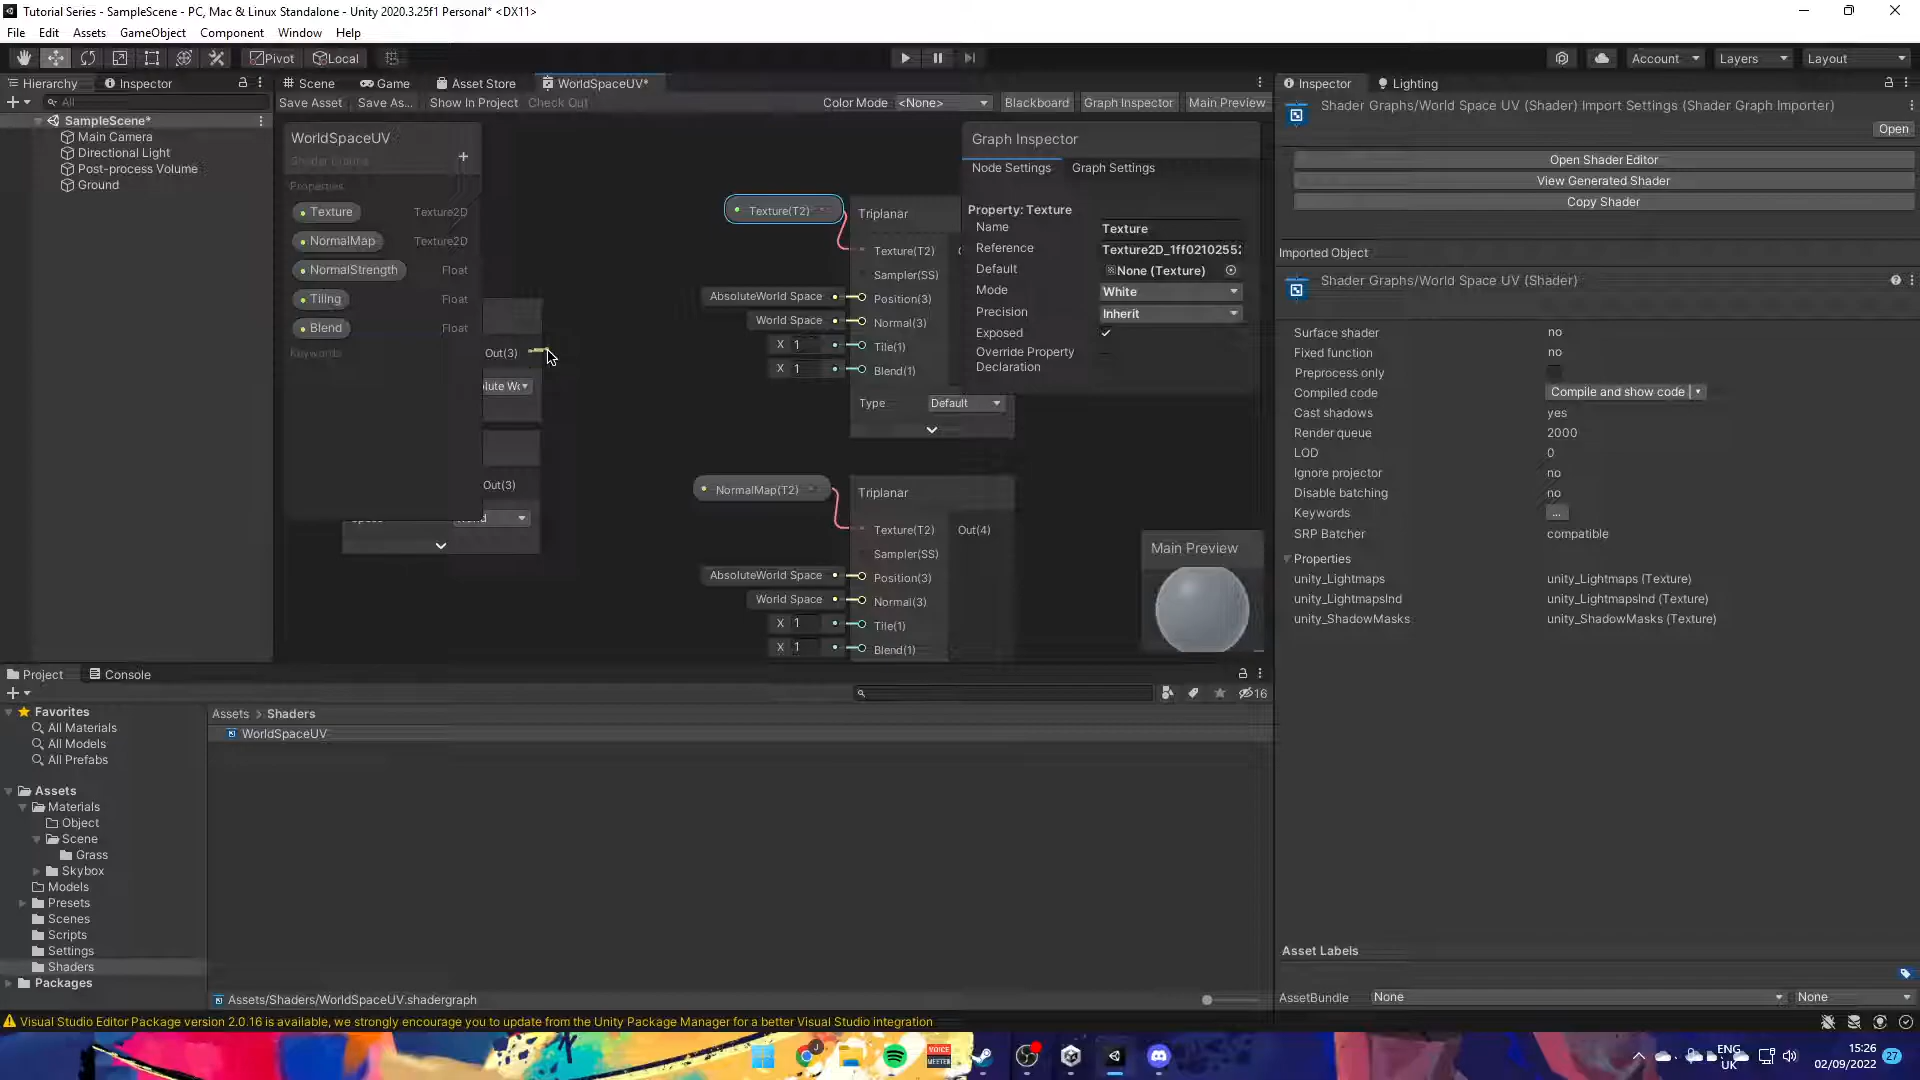 Tutorial Series - SampleScene - PC, Mac & Linux Standalone - Unity 2020.3.25f1 Personal* <DX11>
File Edit Assets GameObject Component Window Help
Pivot Local Account Layers Layout
Hierarchy Inspector Scene Game Asset Store WorldSpaceUV* Inspector Lighting
All Save Asset Save As... Show In Project Check Out Color Mode <None> Blackboard Graph Inspector Main Preview
Shader Graphs/World Space UV (Shader) Import Settings (Shader Graph Importer)
Open
SampleScene*
Main Camera
Directional Light
Post-process Volume
Ground
WorldSpaceUV
Properties
Texture Texture2D
NormalMap Texture2D
NormalStrength Float
Tiling Float
Blend Float
Keywords
Out(3)
Out(3)
Texture(T2)
Triplanar
Texture(T2)
Sampler(SS)
AbsoluteWorld Space Position(3)
World Space Normal(3)
X 1 Tile(1)
X 1 Blend(1)
Type Default
NormalMap(T2)
Triplanar
Texture(T2) Out(4)
Sampler(SS)
AbsoluteWorld Space Position(3)
World Space Normal(3)
X 1 Tile(1)
X 1 Blend(1)
Graph Inspector
Node Settings Graph Settings
Property: Texture
Name Texture
Reference Texture2D_1ff0210255
Default None (Texture)
Mode White
Precision Inherit
Exposed
Override Property
Declaration
Main Preview
Open Shader Editor
View Generated Shader
Copy Shader
Imported Object
Shader Graphs/World Space UV (Shader)
Surface shader no
Fixed function no
Preprocess only
Compiled code Compile and show code
Cast shadows yes
Render queue 2000
LOD 0
Ignore projector no
Disable batching no
Keywords ...
SRP Batcher compatible
Properties
unity_Lightmaps unity_Lightmaps (Texture)
unity_LightmapsInd unity_LightmapsInd (Texture)
unity_ShadowMasks unity_ShadowMasks (Texture)
Asset Labels
AssetBundle None None
Project Console
16
Favorites
All Materials
All Models
All Prefabs
Assets
Materials
Object
Scene
Grass
Skybox
Models
Presets
Scenes
Scripts
Settings
Shaders
Packages
Assets > Shaders
WorldSpaceUV
Assets/Shaders/WorldSpaceUV.shadergraph
Visual Studio Editor Package version 2.0.16 is available, we strongly encourage you to update from the Unity Package Manager for a better Visual Studio integration
VOICE
MEETER
ENG
UK
15:26
02/09/2022
27